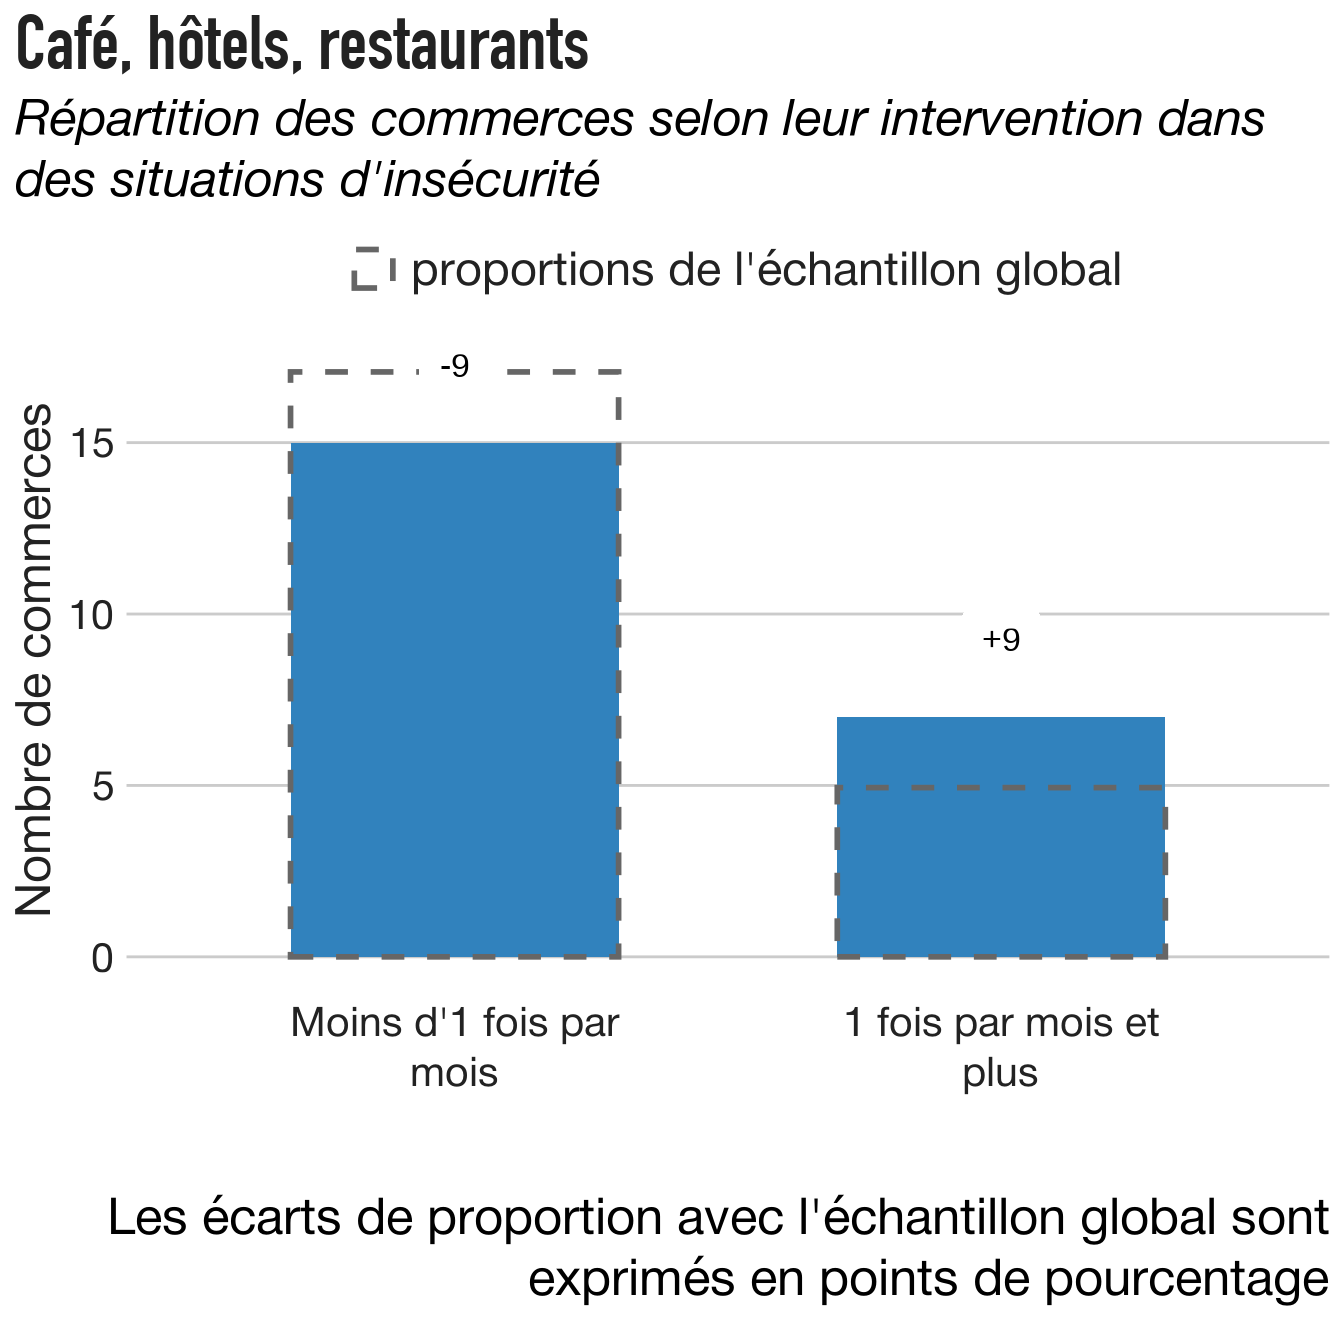 Café, hôtels, restaurants
Répartition des commerces selon leur intervention dans
des situations d'insécurité
proportions de l'échantillon global
-9
Nombre de commerces
15
10
+9
5
0
Moins d'1 fois par
mois
1 fois par mois et
plus
Les écarts de proportion avec l'échantillon global sont
exprimés en points de pourcentage